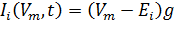 I_i(V_m, t) = (V_m − E_i)g